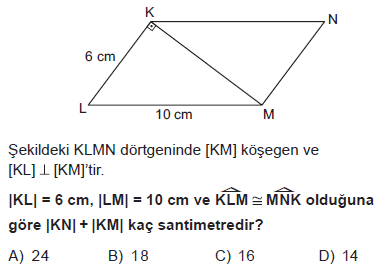 K
N
6 cm
L
10 cm
M
Şekildeki KLMN dörtgeninde [KM] köşegen ve
[KL] ⊥ [KM]'tir.
|KL| = 6 cm, |LM| = 10 cm ve KLM ≅ MNK olduğuna
göre |KN| + |KM| kaç santimetredir?
A) 24 B) 18 C) 16 D) 14